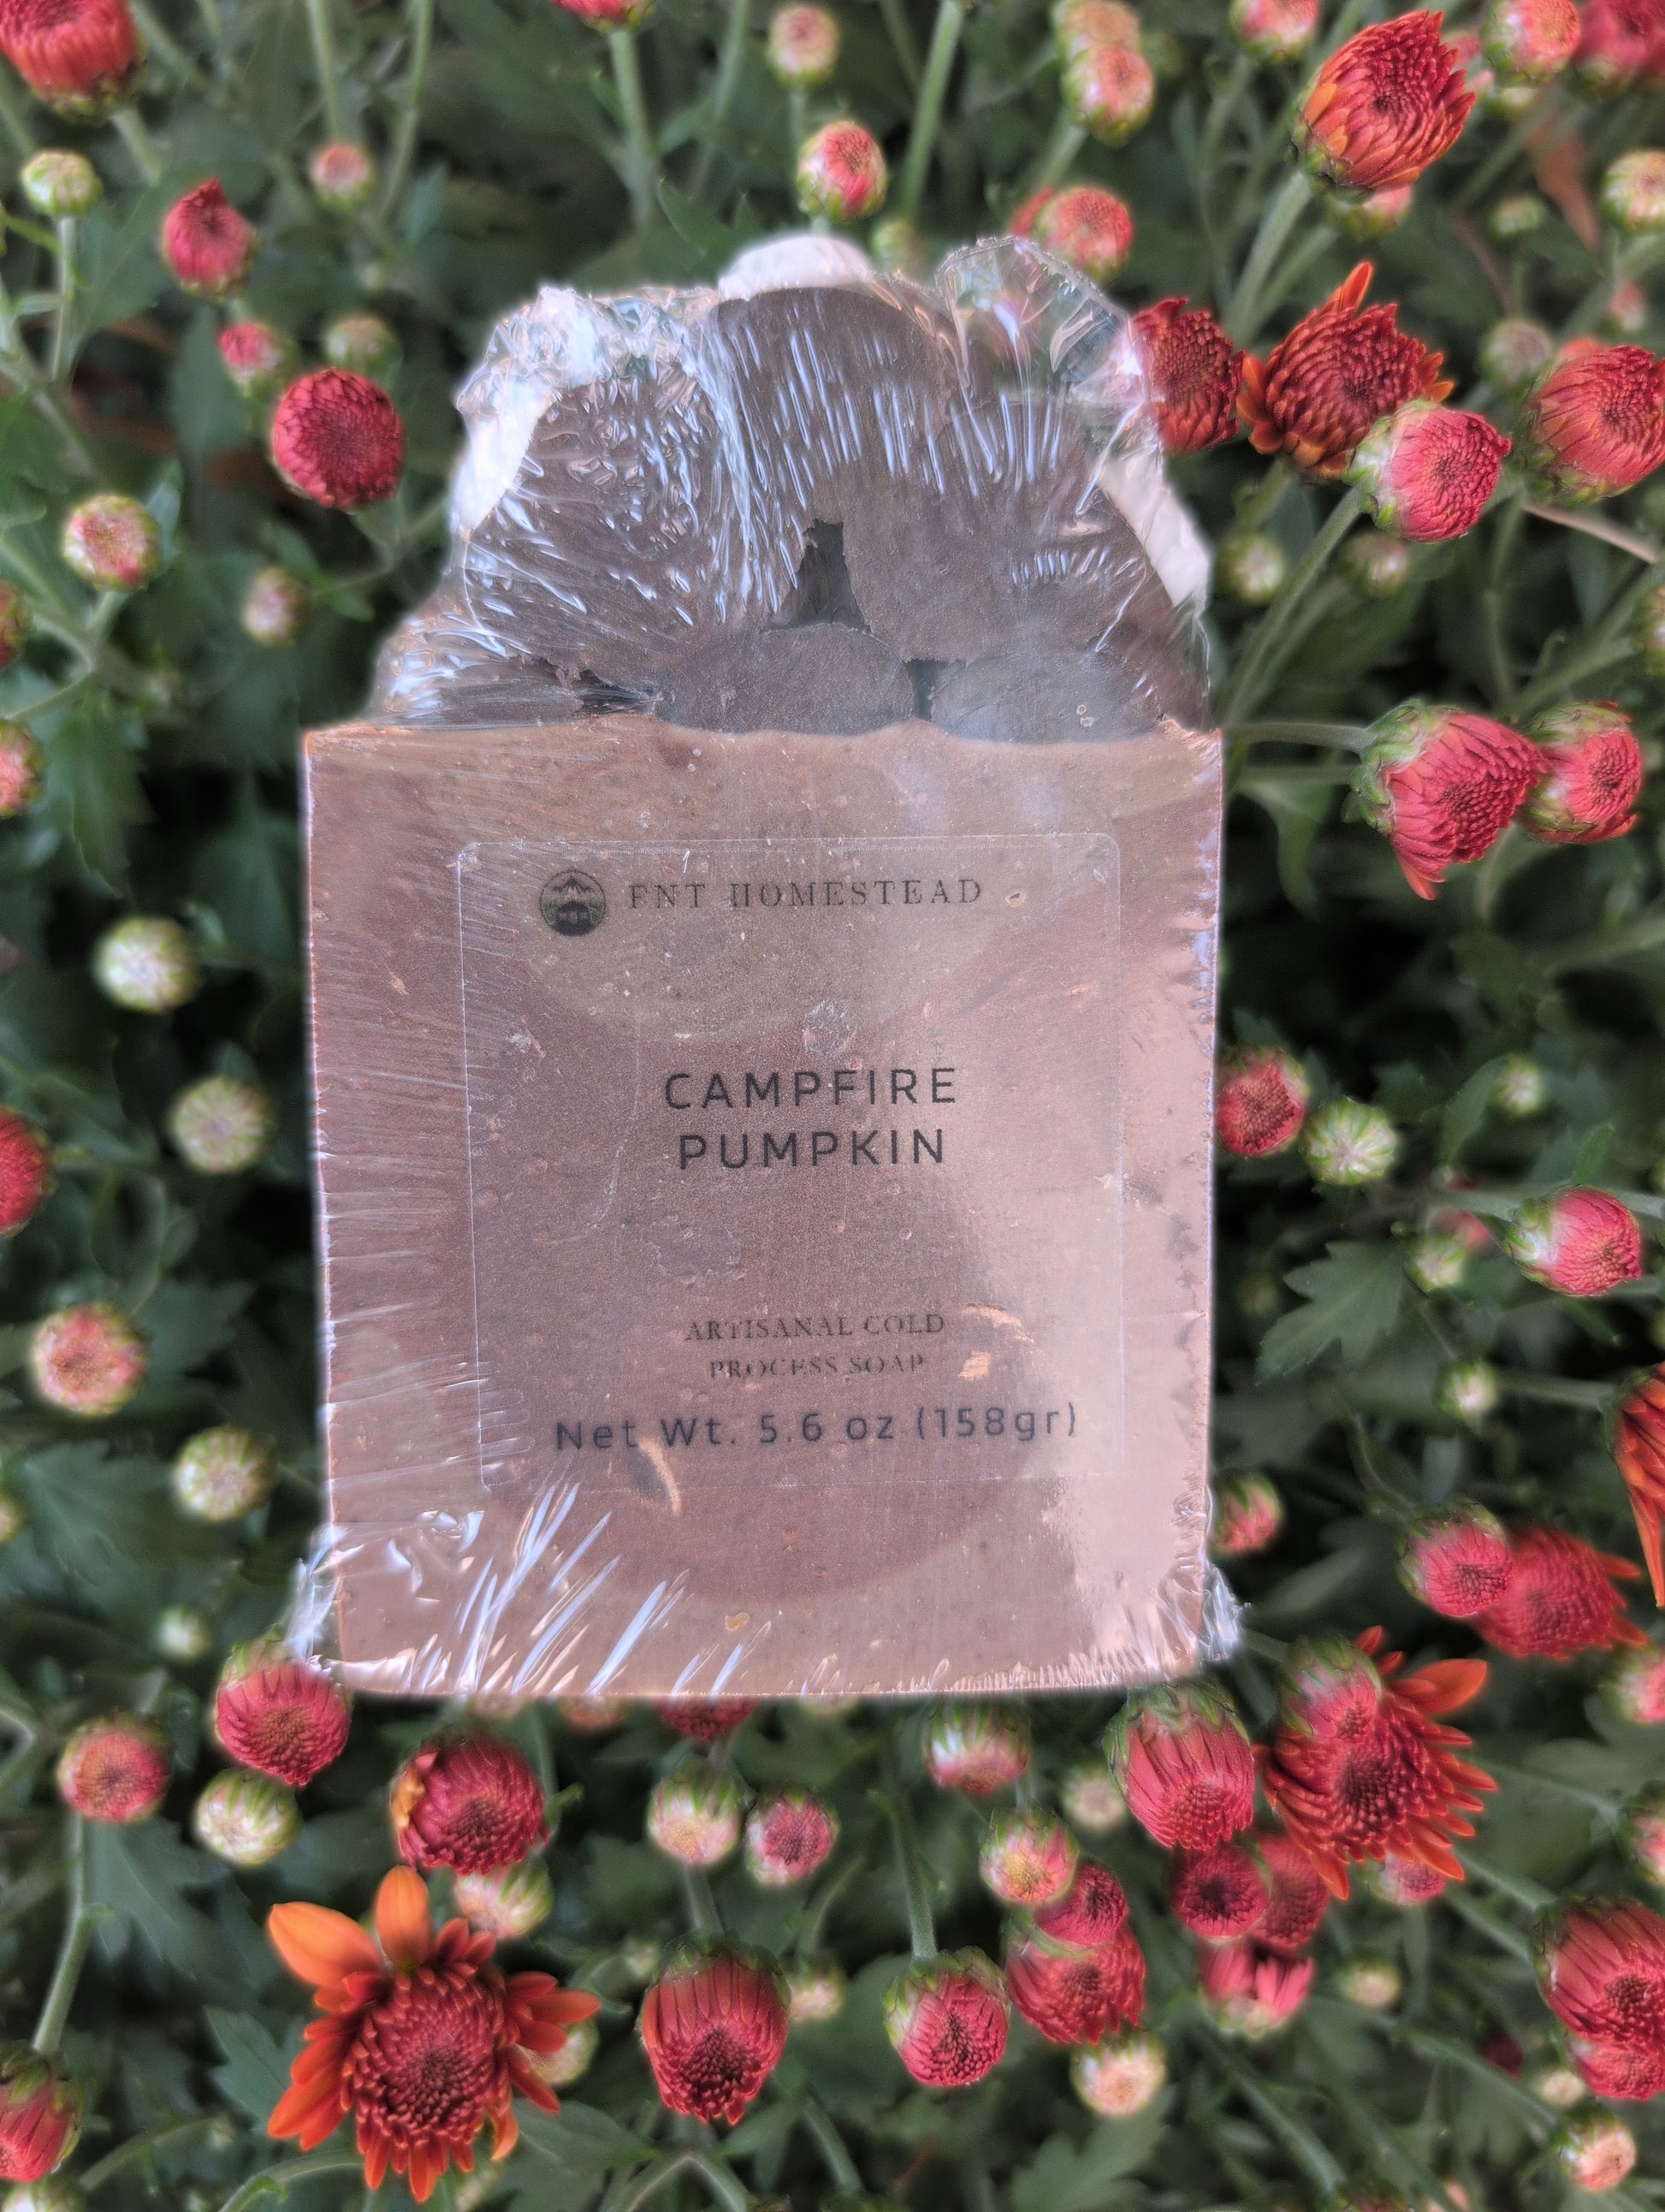 FNT HOMESTEAD
CAMPFIRE
PUMPKIN
ARTISANAL COLD
PROCESS SOAP
Net Wt. 5.6 oz (158gr)